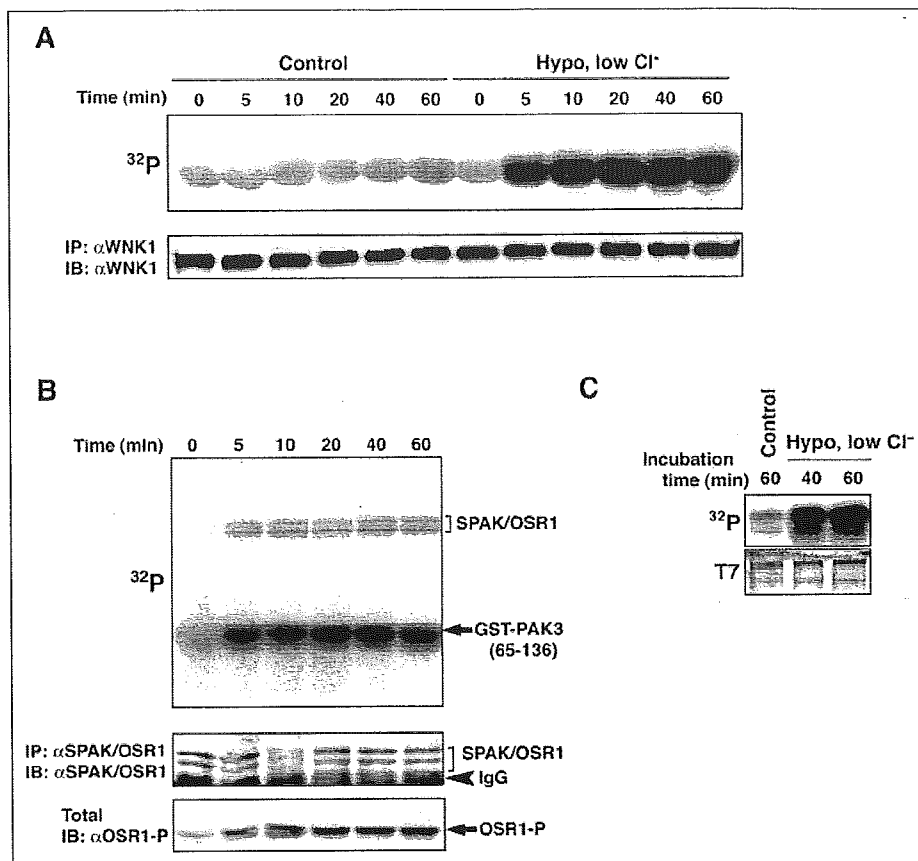 A
Control Hypo, low Cl⁻
Time (min) 0 5 10 20 40 60 0 5 10 20 40 60
³²P
IP: αWNK1
IB: αWNK1
B
Time (min) 0 5 10 20 40 60
SPAK/OSR1
³²P
GST-PAK3
(65-136)
IP: αSPAK/OSR1
IB: αSPAK/OSR1
SPAK/OSR1
IgG
Total
IB: αOSR1-P
OSR1-P
C
Control
Hypo, low Cl⁻
Incubation
time (min) 60 40 60
³²P
T7